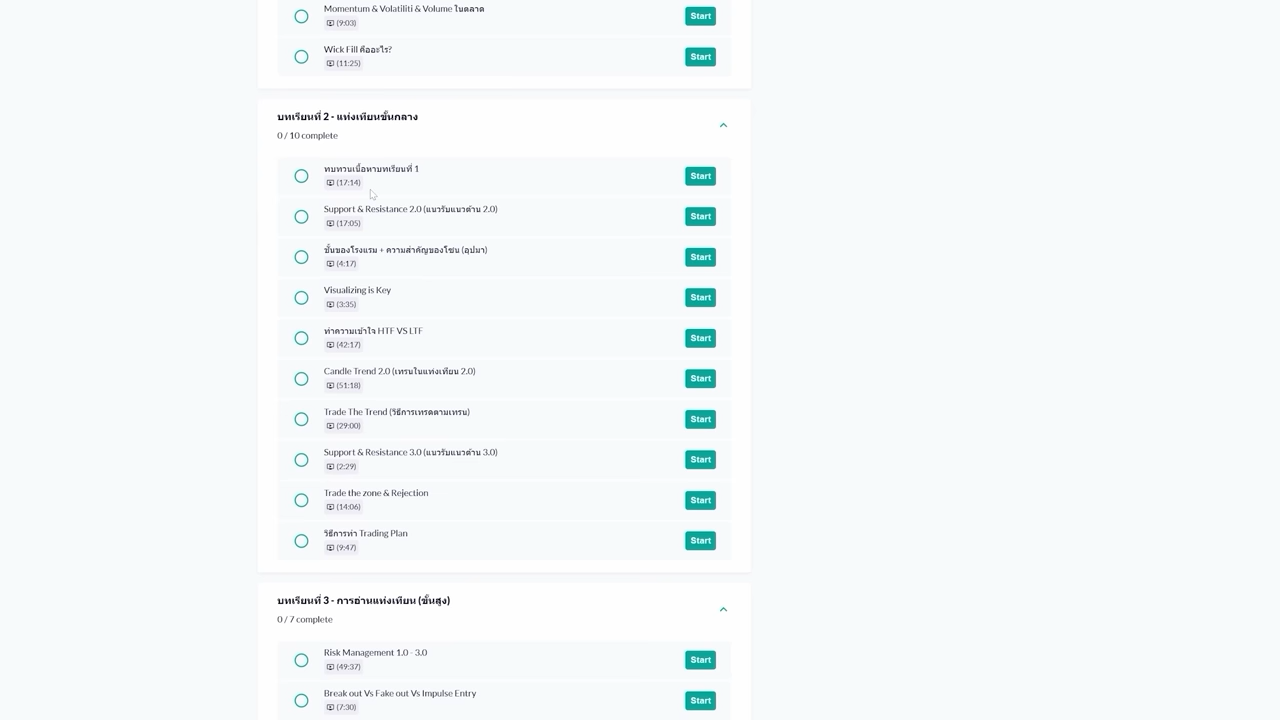 Momentum & Volatiliti & Volume ในตลาด
Start
(9:03)
Wick Fill คืออะไร?
Start
(11:25)
บทเรียนที่ 2 - แท่งเทียนขั้นกลาง
0 / 10 complete
ทบทวนเนื้อหาบทเรียนที่ 1
Start
(17:14)
Support & Resistance 2.0 (แนวรับแนวต้าน 2.0)
Start
(17:05)
ชั้นของโรงแรม + ความสำคัญของโซน (อุปมา)
Start
(4:17)
Visualizing is Key
Start
(3:35)
ทำความเข้าใจ HTF VS LTF
Start
(42:17)
Candle Trend 2.0 (เทรนในแท่งเทียน 2.0)
Start
(51:18)
Trade The Trend (วิธีการเทรดตามเทรน)
Start
(29:00)
Support & Resistance 3.0 (แนวรับแนวต้าน 3.0)
Start
(2:29)
Trade the zone & Rejection
Start
(14:06)
วิธีการทำ Trading Plan
Start
(9:47)
บทเรียนที่ 3 - การอ่านแท่งเทียน (ขั้นสูง)
0 / 7 complete
Risk Management 1.0 - 3.0
Start
(49:37)
Break out Vs Fake out Vs Impulse Entry
Start
(7:30)